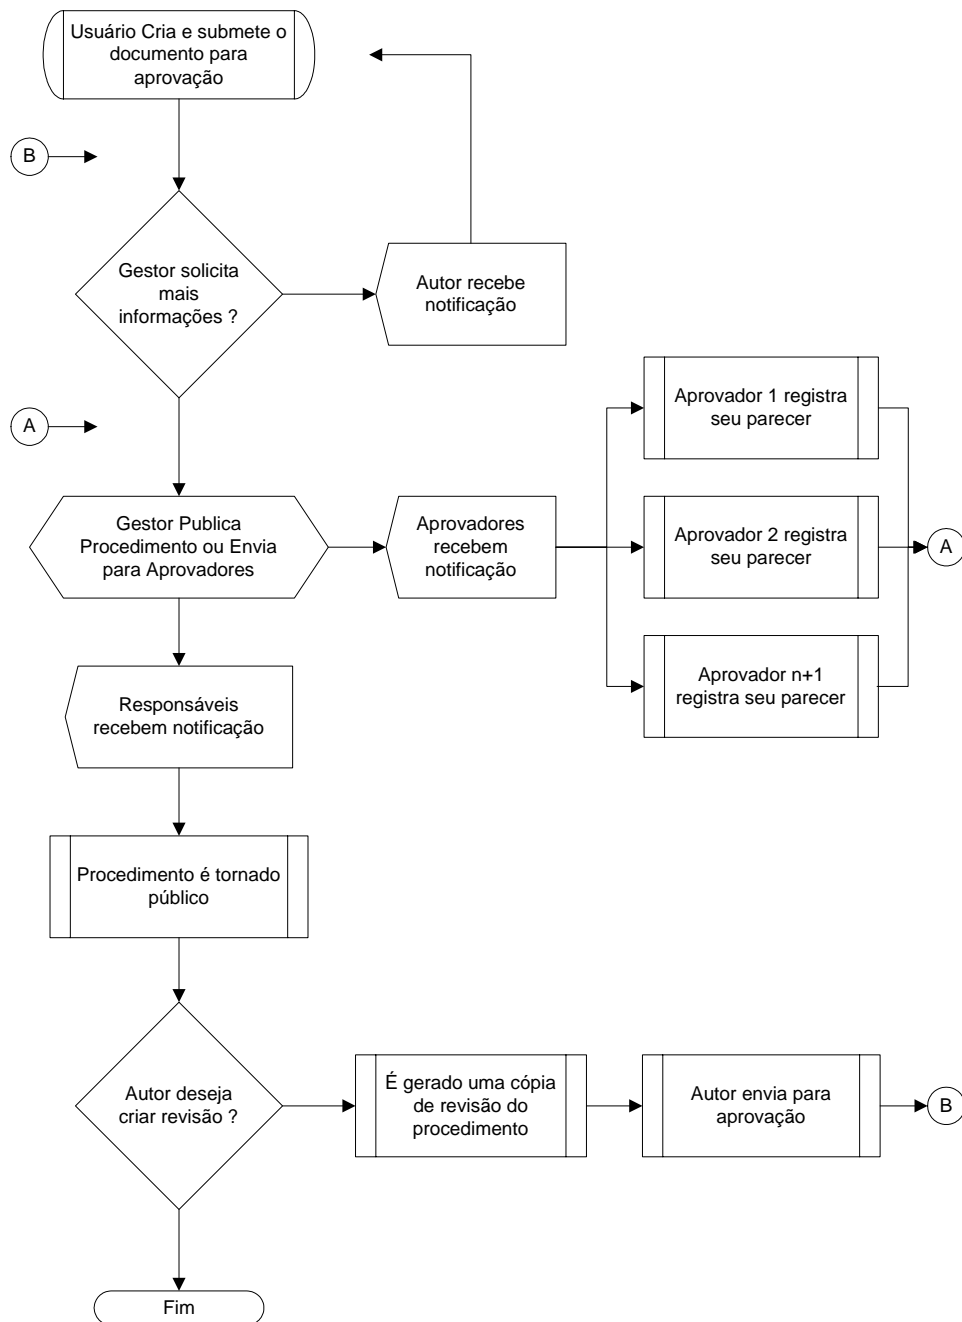 Usuário Cria e submete o
documento para
aprovação
B
Gestor solicita
mais
informações ?
Autor recebe
notificação
A
Aprovador 1 registra
seu parecer
Gestor Publica
Procedimento ou Envia
para Aprovadores
Aprovadores
recebem
notificação
Aprovador 2 registra
seu parecer
A
Aprovador n+1
registra seu parecer
Responsáveis
recebem notificação
Procedimento é tornado
público
Autor deseja
criar revisão ?
É gerado uma cópia
de revisão do
procedimento
Autor envia para
aprovação
B
Fim